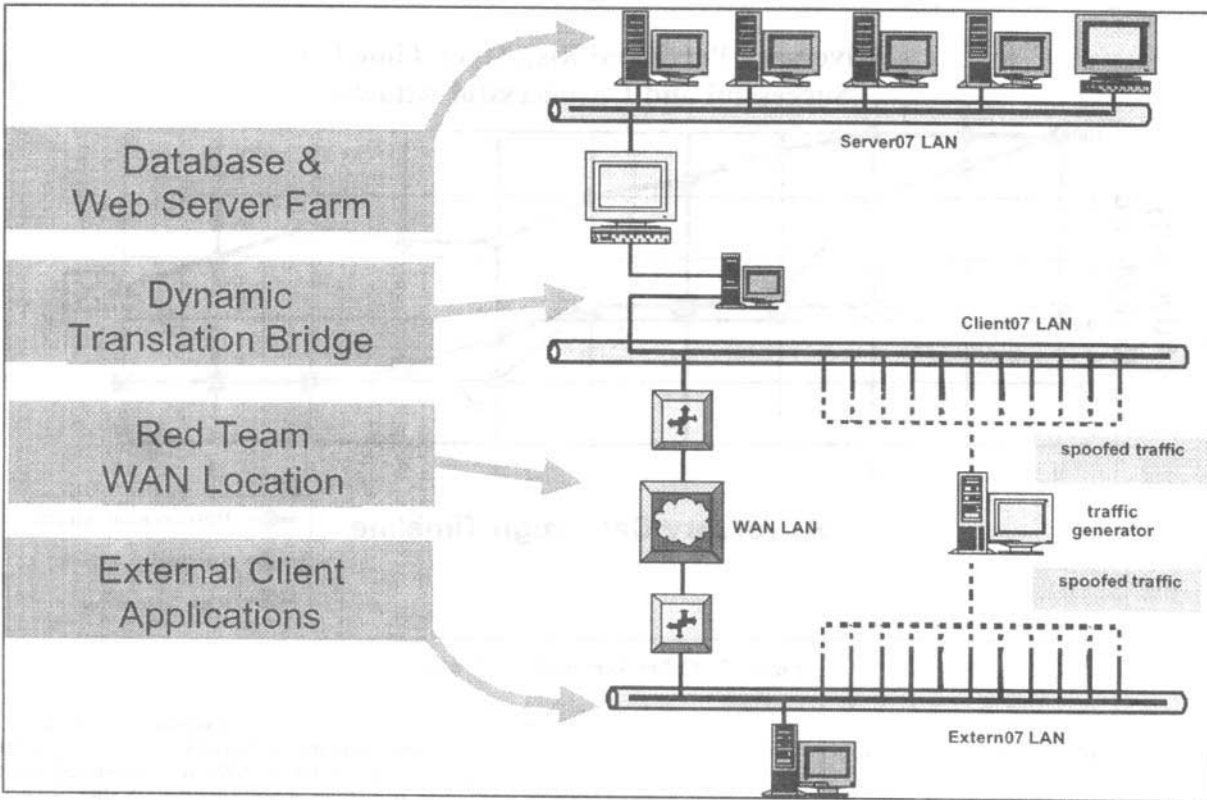 Database &
Web Server Farm
Dynamic
Translation Bridge
Red Team
WAN Location
External Client
Applications
Server07 LAN
Client07 LAN
spoofed traffic
WAN LAN
traffic
generator
spoofed traffic
Extern07 LAN